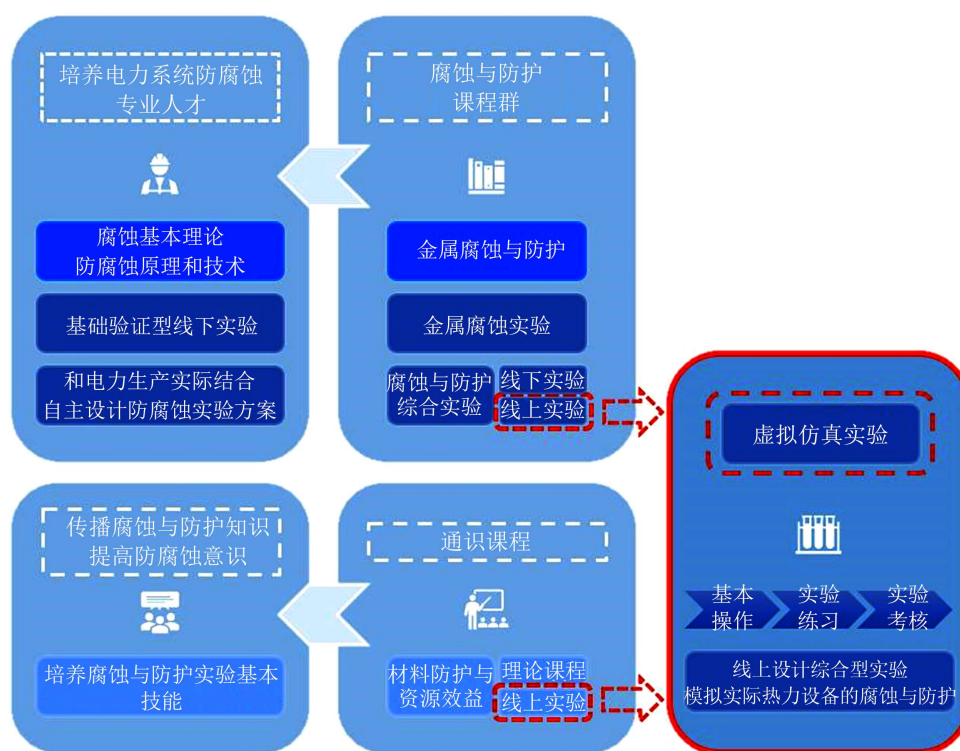 培养电力系统防腐蚀
专业人才
腐蚀基本理论
防腐蚀原理和技术
基础验证型线下实验
和电力生产实际结合
自主设计防腐蚀实验方案
腐蚀与防护
课程群
金属腐蚀与防护
金属腐蚀实验
腐蚀与防护
综合实验
线下实验
线上实验
传播腐蚀与防护知识
提高防腐蚀意识
培养腐蚀与防护实验基本
技能
通识课程
材料防护与
资源效益
理论课程
线上实验
虚拟仿真实验
基本
操作
实验
练习
实验
考核
线上设计综合型实验
模拟实际热力设备的腐蚀与防护